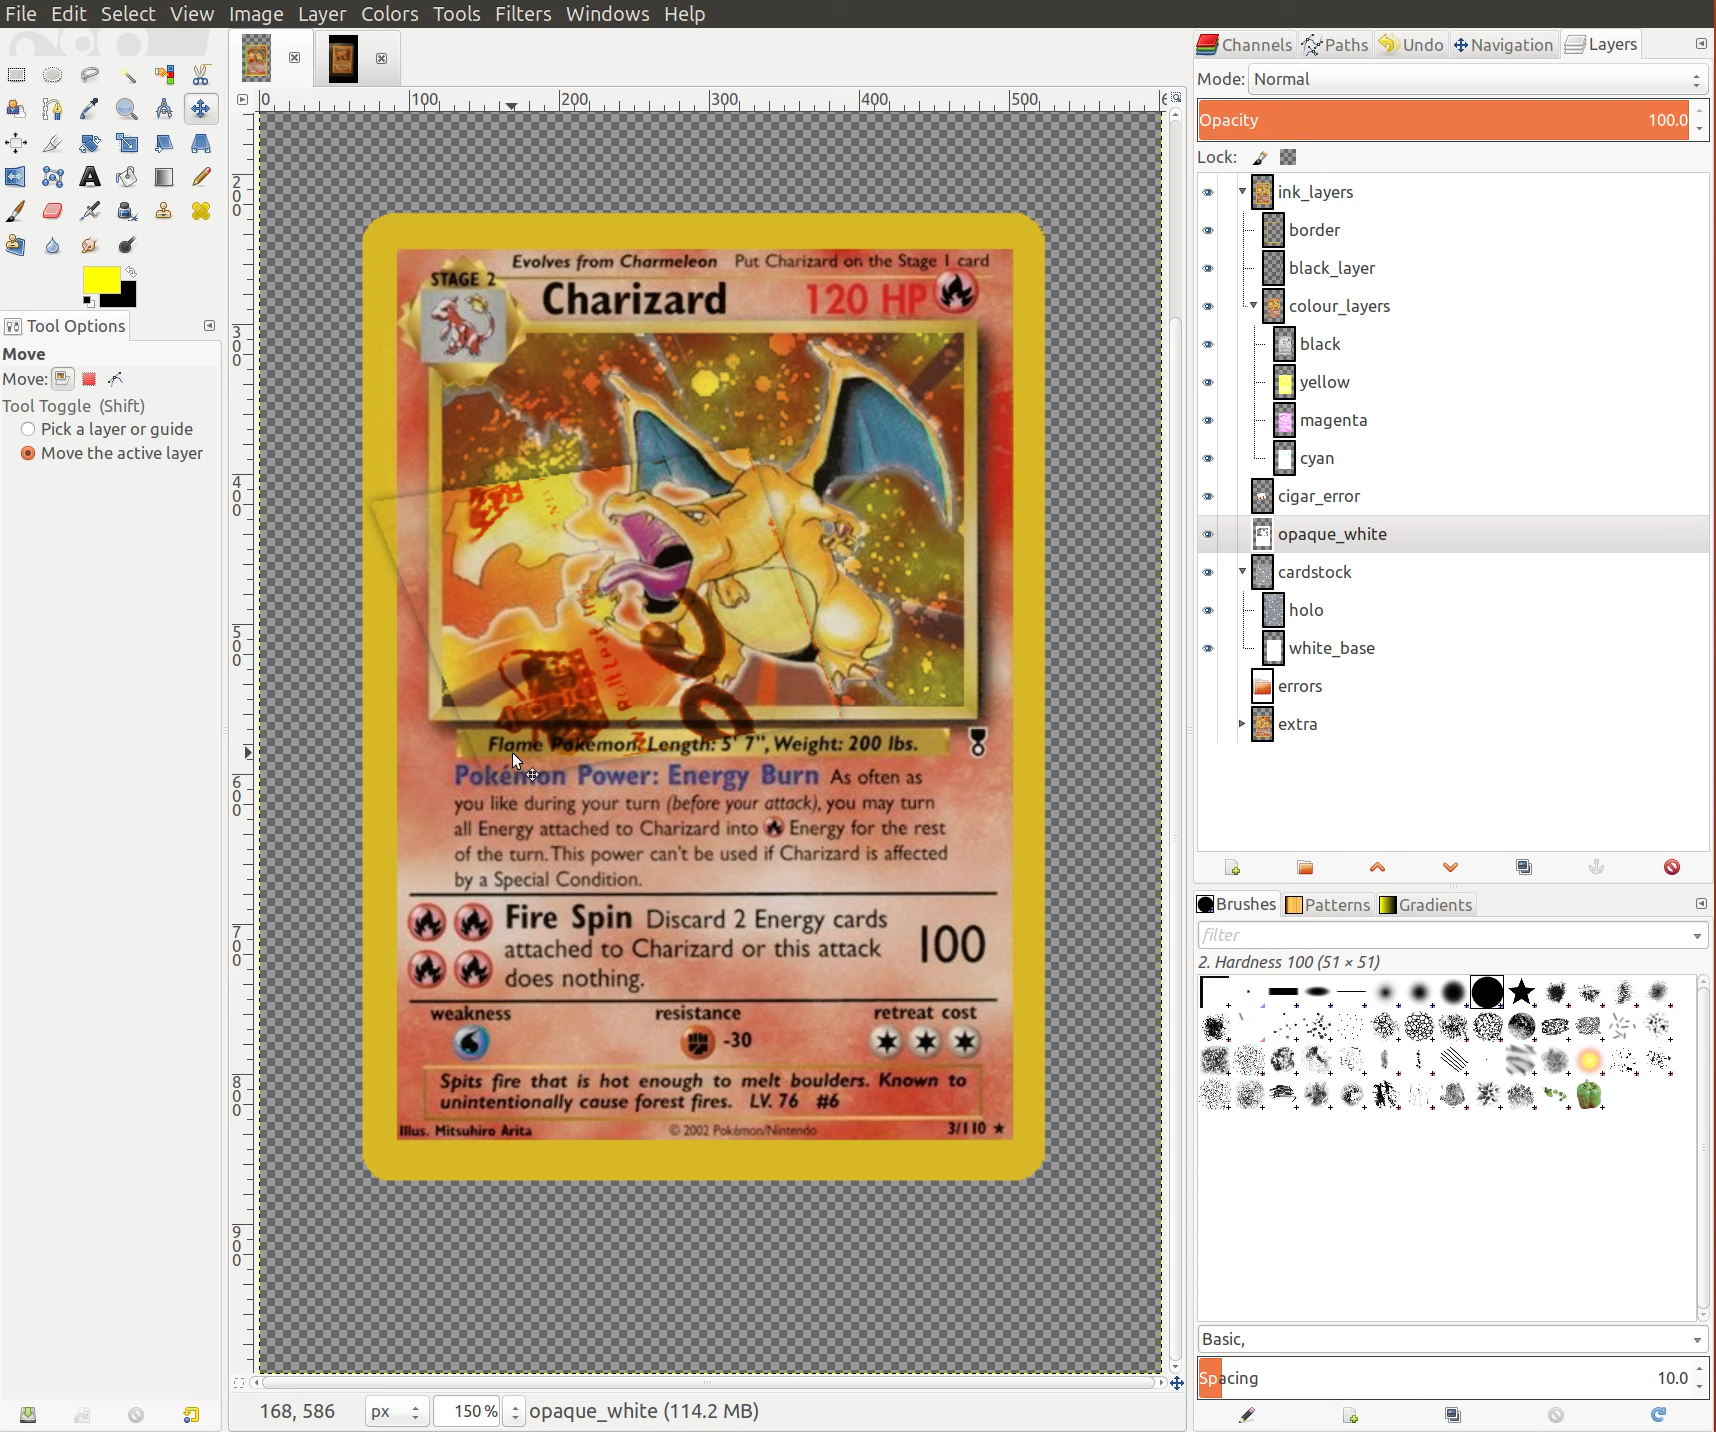 File Edit Select View Image Layer Colors Tools Filters Windows Help
Channels Paths Undo Navigation Layers
Mode: Normal
Opacity 100.0
Lock:
ink_layers
border
black_layer
colour_layers
black
yellow
magenta
cyan
cigar_error
opaque_white
cardstock
holo
white_base
errors
extra
Tool Options
Move
Move:
Tool Toggle (Shift)
Pick a layer or guide
Move the active layer
0 100 200 300 400 500
200
300
400
500
600
700
800
900
Evolves from Charmeleon Put Charizard on the Stage 1 card
STAGE 2
Charizard 120 HP
Flame Pokémon, Length: 5' 7", Weight: 200 lbs.
Pokémon Power: Energy Burn As often as
you like during your turn (before your attack), you may turn
all Energy attached to Charizard into Energy for the rest
of the turn. This power can't be used if Charizard is affected
by a Special Condition.
Fire Spin Discard 2 Energy cards
attached to Charizard or this attack
does nothing.
100
weakness resistance retreat cost
-30
Spits fire that is hot enough to melt boulders. Known to
unintentionally cause forest fires. LV. 76 #6
Illus. Mitsuhiro Arita © 2002 Pokémon/Nintendo 3/110 ★
168, 586 px 150 % opaque_white (114.2 MB)
Brushes Patterns Gradients
filter
2. Hardness 100 (51 × 51)
Basic,
Spacing 10.0